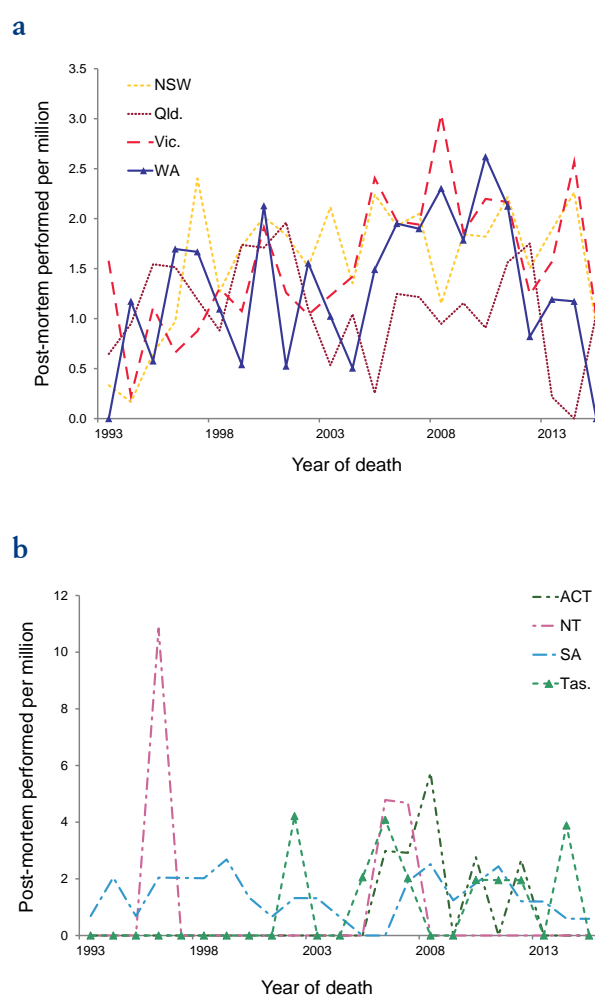 a
3.5
3.0
2.5
2.0
1.5
1.0
0.5
0.0
Post-mortem performed per million
NSW
Qld.
Vic.
WA
1993 1998 2003 2008 2013
Year of death
b
12
10
8
6
4
2
0
Post-mortem performed per million
ACT
NT
SA
Tas.
1993 1998 2003 2008 2013
Year of death